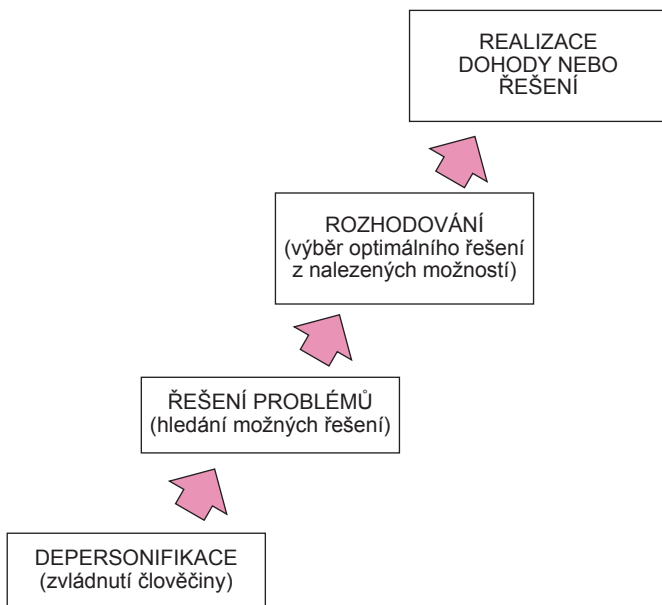 REALIZACE
DOHODY NEBO
ŘEŠENÍ
ROZHODOVÁNÍ
(výběr optimálního řešení
z nalezených možností)
ŘEŠENÍ PROBLÉMŮ
(hledání možných řešení)
DEPERSONIFIKACE
(zvládnutí člověčiny)